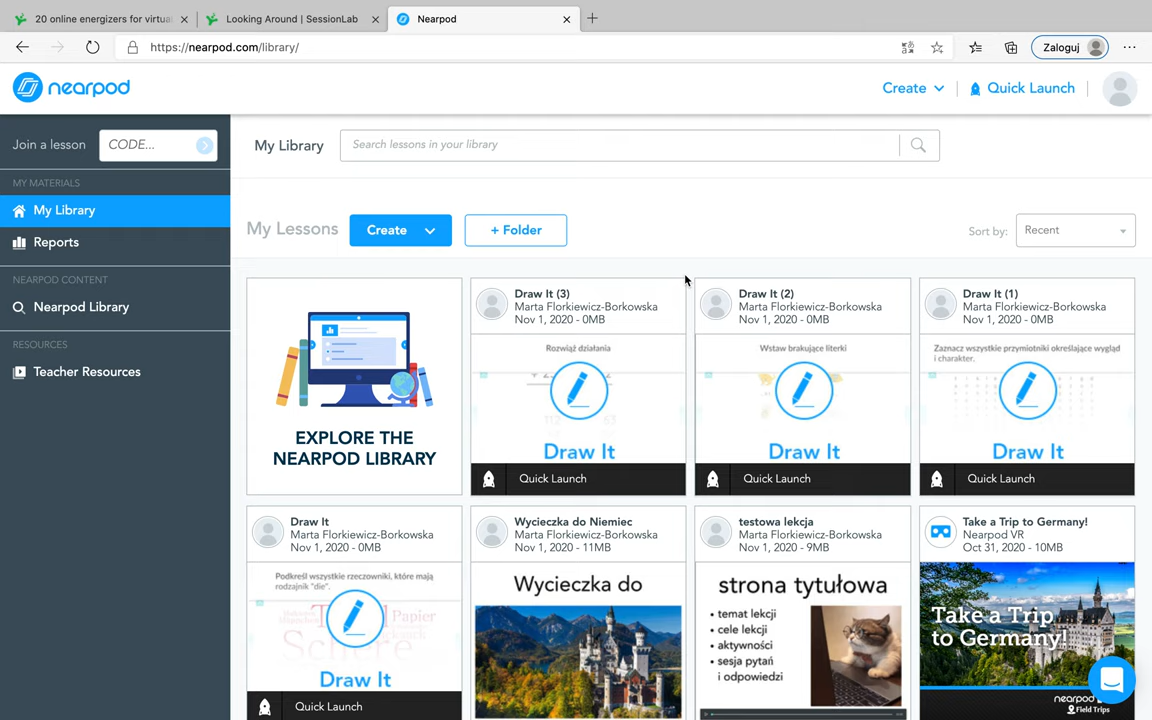 20 online energizers for virtua
Looking Around | SessionLab
Nearpod
https://nearpod.com/library/
Zaloguj
nearpod
Create
Quick Launch
Join a lesson
CODE...
MY MATERIALS
My Library
Reports
NEARPOD CONTENT
Nearpod Library
RESOURCES
Teacher Resources
My Library
Search lessons in your library
My Lessons
Create
+ Folder
Sort by:
Recent
EXPLORE THE
NEARPOD LIBRARY
Draw It (3)
Marta Florkiewicz-Borkowska
Nov 1, 2020 - 0MB
Rozwiąż działania
Draw It
Quick Launch
Draw It (2)
Marta Florkiewicz-Borkowska
Nov 1, 2020 - 0MB
Wstaw brakujące literki
Draw It
Quick Launch
Draw It (1)
Marta Florkiewicz-Borkowska
Nov 1, 2020 - 0MB
Zaznacz wszystkie przymiotniki określające wygląd
i charakter.
Draw It
Quick Launch
Draw It
Marta Florkiewicz-Borkowska
Nov 1, 2020 - 0MB
Podkreśl wszystkie rzeczowniki, które mają
rodzajnik "die".
Papier
Draw It
Quick Launch
Wycieczka do Niemiec
Marta Florkiewicz-Borkowska
Nov 1, 2020 - 11MB
Wycieczka do
testowa lekcja
Marta Florkiewicz-Borkowska
Nov 1, 2020 - 9MB
strona tytułowa
• temat lekcji
• cele lekcji
• aktywności
• sesja pytań
i odpowiedzi
Take a Trip to Germany!
Nearpod VR
Oct 31, 2020 - 10MB
Take a Trip
to Germany!
nearpod
Field Trips